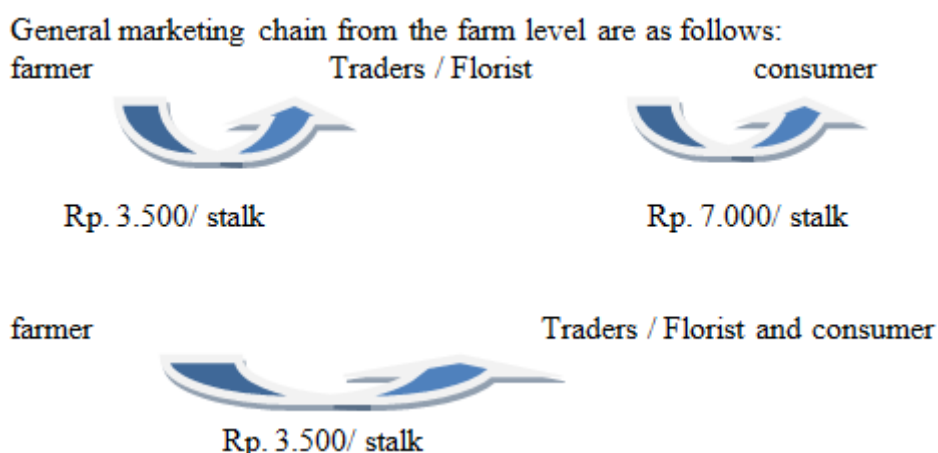 General marketing chain from the farm level are as follows:
farmer Traders / Florist consumer
Rp. 3.500/ stalk Rp. 7.000/ stalk
farmer Traders / Florist and consumer
Rp. 3.500/ stalk